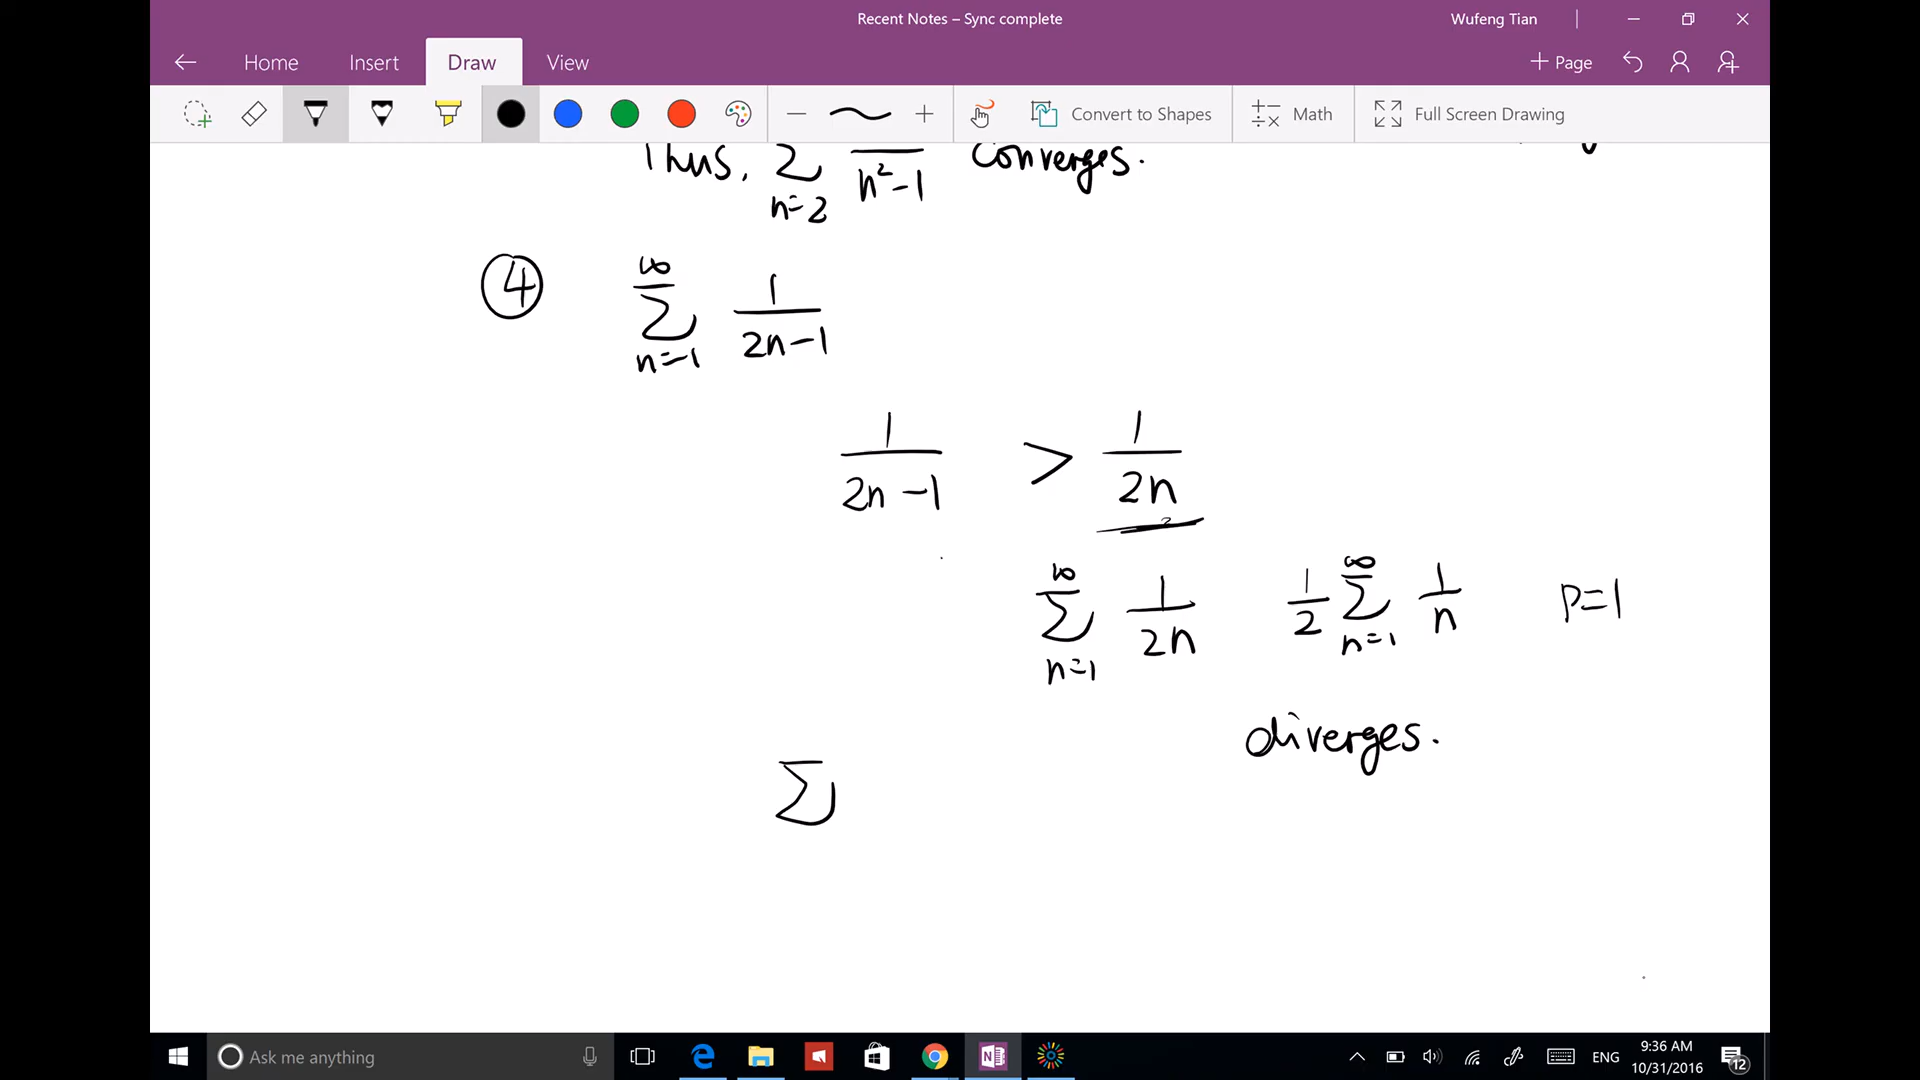 Recent Notes – Sync complete
Wufeng Tian
Home Insert Draw View
Page
Convert to Shapes
Math
Full Screen Drawing
Thus, ∑ n=2 —/(n²-1) converges.
④ ∑ n=1 ∞ 1/(2n-1)
1/(2n-1) > 1/(2n)
∑ n=1 ∞ 1/(2n) 1/2 ∑ n=1 ∞ 1/n P=1
diverges.
∑
Ask me anything
ENG
9:36 AM
10/31/2016
12